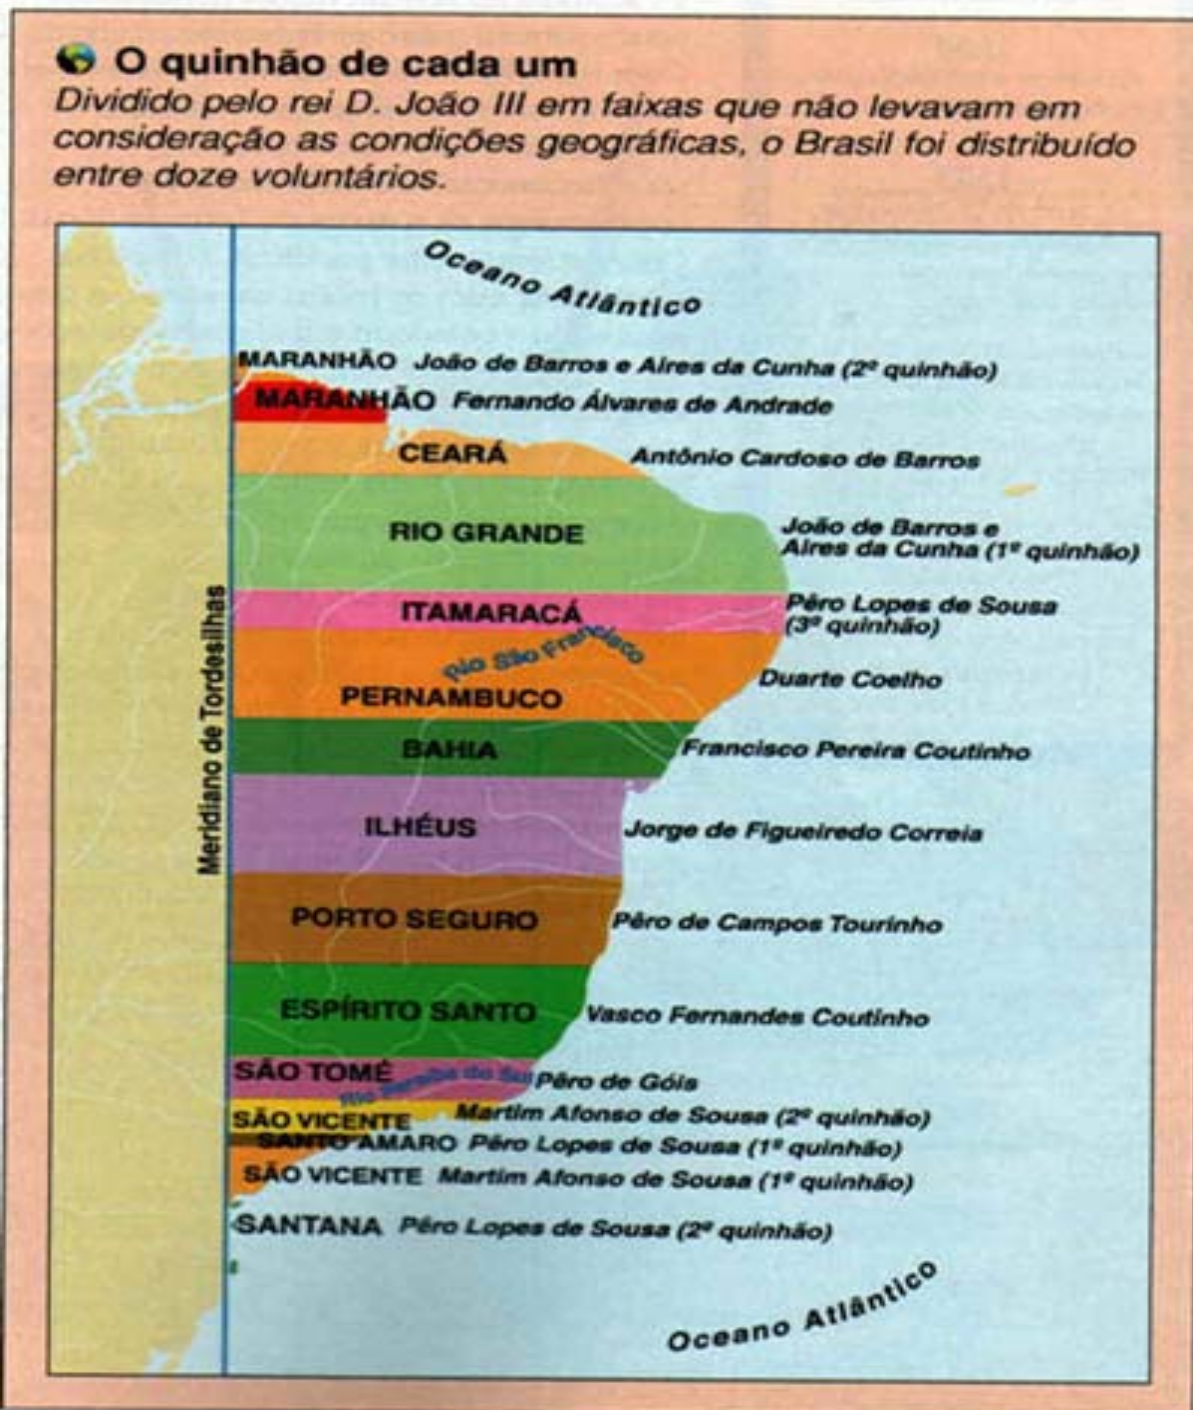 O quinhão de cada um
Dividido pelo rei D. João III em faixas que não levavam em
consideração as condições geográficas, o Brasil foi distribuído
entre doze voluntários.
Oceano Atlântico
MARANHÃO João de Barros e Aires da Cunha (2º quinhão)
MARANHÃO Fernando Álvares de Andrade
CEARÁ Antônio Cardoso de Barros
RIO GRANDE
João de Barros e
Aires da Cunha (1º quinhão)
ITAMARACÁ
Pêro Lopes de Sousa
(3º quinhão)
Rio São Francisco
PERNAMBUCO
Duarte Coelho
Meridiano de Tordesilhas
BAHIA Francisco Pereira Coutinho
ILHÉUS Jorge de Figueiredo Correia
PORTO SEGURO Pêro de Campos Tourinho
ESPÍRITO SANTO Vasco Fernandes Coutinho
SÃO TOMÉ
Rio Paraíba do Sul
Pêro de Góis
SÃO VICENTE Martim Afonso de Sousa (2º quinhão)
SANTO AMARO Pêro Lopes de Sousa (1º quinhão)
SÃO VICENTE Martim Afonso de Sousa (1º quinhão)
SANTANA Pêro Lopes de Sousa (2º quinhão)
Oceano Atlântico